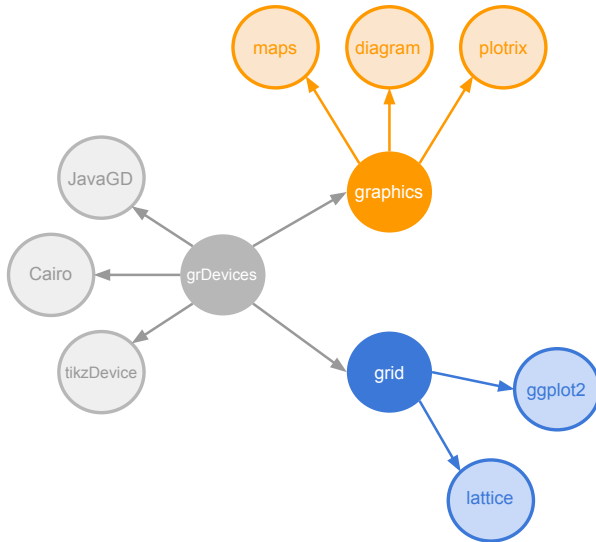 maps
diagram
plotrix
JavaGD
graphics
Cairo
grDevices
tikzDevice
grid
ggplot2
lattice